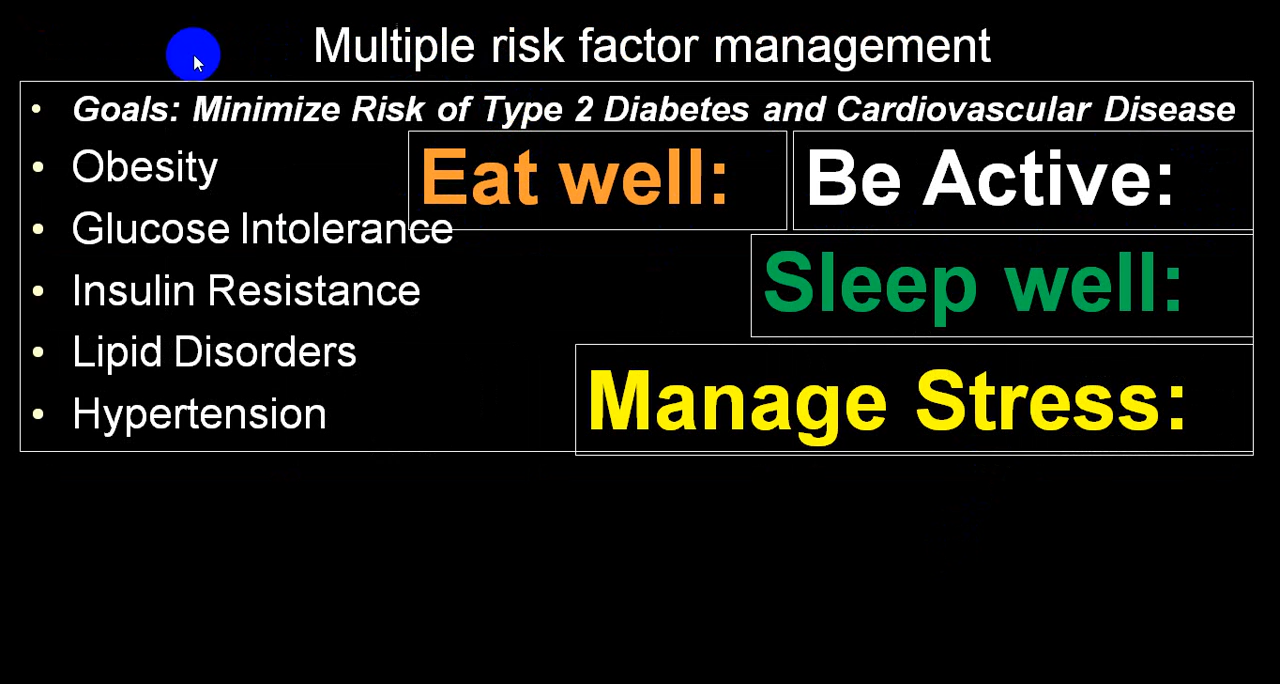 Multiple risk factor management
• Goals: Minimize Risk of Type 2 Diabetes and Cardiovascular Disease
• Obesity
• Glucose Intolerance
• Insulin Resistance
• Lipid Disorders
• Hypertension
Eat well:
Be Active:
Sleep well:
Manage Stress: